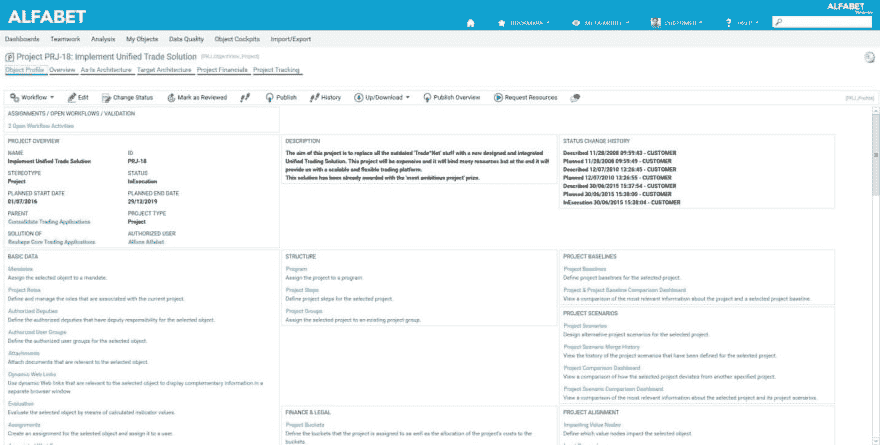 ALFABET
ALFABET
Dashboards Teamwork Analysis My Objects Data Quality Object Cockpits Import/Export
Project PRJ-18: Implement Unified Trade Solution
Object Profile Overview As-Is Architecture Target Architecture Project Financials Project Tracking
Workflow Edit Change Status Mark as Reviewed Publish History Up/Download Publish Overview Request Resources
ASSIGNMENTS / OPEN WORKFLOWS / VALIDATION
2 Open Workflow Activities
PROJECT OVERVIEW
NAME ID
Implement Unified Trade Solution PRJ-18
STEREOTYPE STATUS
Project InExecution
PLANNED START DATE PLANNED END DATE
01/07/2016 29/12/2019
PARENT PROJECT TYPE
Consolidate Trading Applications Project
SOLUTION OF AUTHORIZED USER
Reshape Core Trading Applications Alfons Alfabet
DESCRIPTION
The aim of this project is to replace all the outdated 'Trade*Net' stuff with a new designed and integrated
Unified Trading Solution. This project will be expensive and it will bind many resources but at the end it will
provide us with a scalable and flexible trading platform.
This solution has been already awarded with the 'most ambitious project' prize.
STATUS CHANGE HISTORY
Described 11/28/2008 09:59:43 - CUSTOMER
Planned 11/28/2008 09:59:49 - CUSTOMER
Described 12/07/2010 13:26:45 - CUSTOMER
Planned 12/07/2010 13:26:55 - CUSTOMER
Described 30/06/2015 15:37:54 - CUSTOMER
Planned 30/06/2015 15:38:00 - CUSTOMER
InExecution 30/06/2015 15:38:04 - CUSTOMER
BASIC DATA
Mandates
Assign the selected object to a mandate.
Project Roles
Define and manage the roles that are associated with the current project.
Authorized Deputies
Define the authorized deputies that have deputy responsibility for the selected object.
Authorized User Groups
Define the authorized user groups for the selected object.
Attachments
Attach documents that are relevant to the selected object.
Dynamic Web Links
Use dynamic Web links that are relevant to the selected object to display complementary information in a
separate browser window.
Evaluation
Evaluate the selected object by means of calculated indicator values.
Assignments
Create an assignment for the selected object and assign it to a user.
STRUCTURE
Program
Assign the project to a program.
Project Steps
Define project steps for the selected project.
Project Groups
Assign the selected project to an existing project group.
FINANCE & LEGAL
Project Buckets
Define the buckets that the project is assigned to as well as the allocation of the project's costs to the
buckets.
PROJECT BASELINES
Project Baselines
Define project baselines for the selected project.
Project & Project Baseline Comparison Dashboard
View a comparison of the most relevant information about the project and a selected project baseline.
PROJECT SCENARIOS
Project Scenarios
Design alternative project scenarios for the selected project.
Project Scenario Merge History
View the history of the project scenarios that have been defined for the selected project.
Project Comparison Dashboard
View a comparison of how the selected project deviates from another specified project.
Project Scenario Comparison Dashboard
View a comparison of the most relevant information about the selected project and its project scenarios.
PROJECT ALIGNMENT
Impacting Value Nodes
Define which value nodes impact the selected object